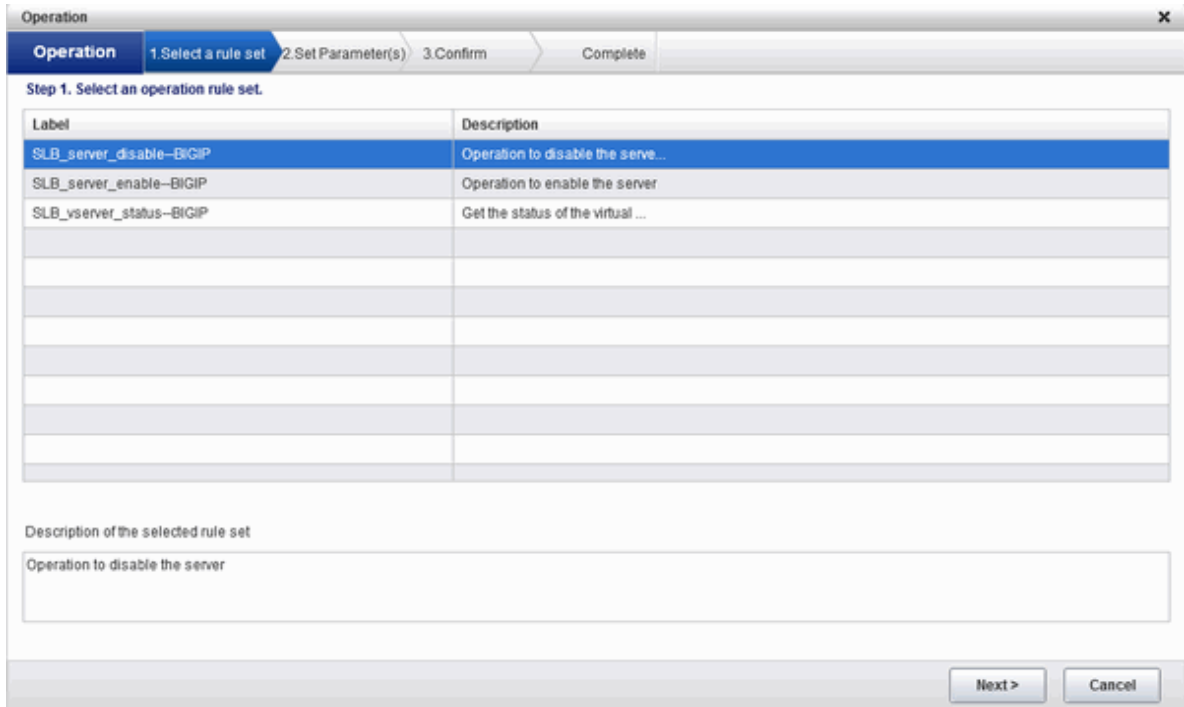 Operation
Operation 1.Select a rule set 2.Set Parameter(s) 3.Confirm Complete
Step 1. Select an operation rule set.
Label Description
SLB_server_disable--BIGIP Operation to disable the serve...
SLB_server_enable--BIGIP Operation to enable the server
SLB_vserver_status--BIGIP Get the status of the virtual ...
Description of the selected rule set
Operation to disable the server
Next > Cancel